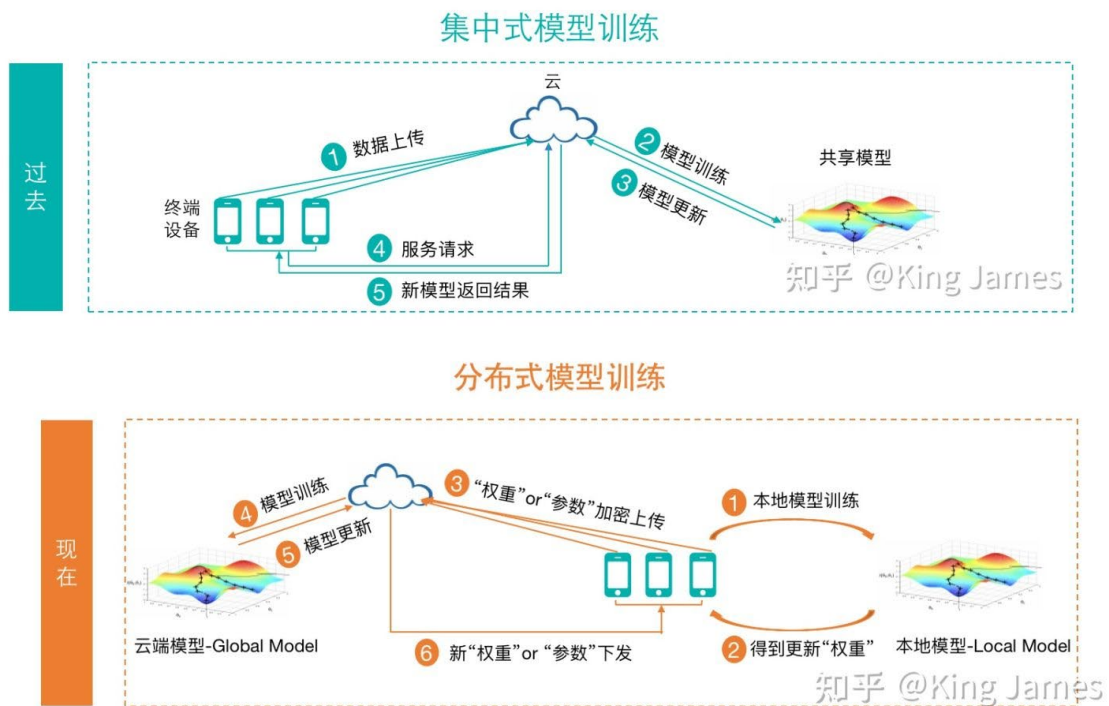 集中式模型训练
过去
云
1 数据上传
2 模型训练
3 模型更新
共享模型
终端
设备
4 服务请求
5 新模型返回结果
知乎 @King James
分布式模型训练
现在
4 模型训练
5 模型更新
3 “权重”or“参数”加密上传
1 本地模型训练
云端模型-Global Model
6 新“权重”or “参数”下发
2 得到更新“权重”
本地模型-Local Model
知乎 @King James